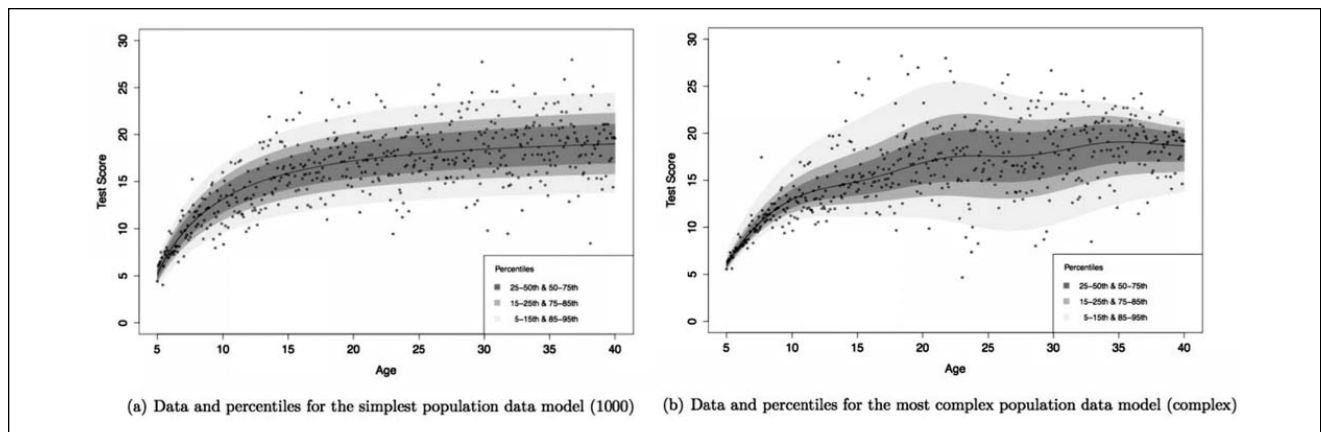 30
25
20
15
10
5
0
Test Score
5 10 15 20 25 30 35 40
Age
Percentiles
25-50th & 50-75th
15-25th & 75-85th
5-15th & 85-95th
(a) Data and percentiles for the simplest population data model (1000)
30
25
20
15
10
5
0
Test Score
5 10 15 20 25 30 35 40
Age
Percentiles
25-50th & 50-75th
15-25th & 75-85th
5-15th & 85-95th
(b) Data and percentiles for the most complex population data model (complex)